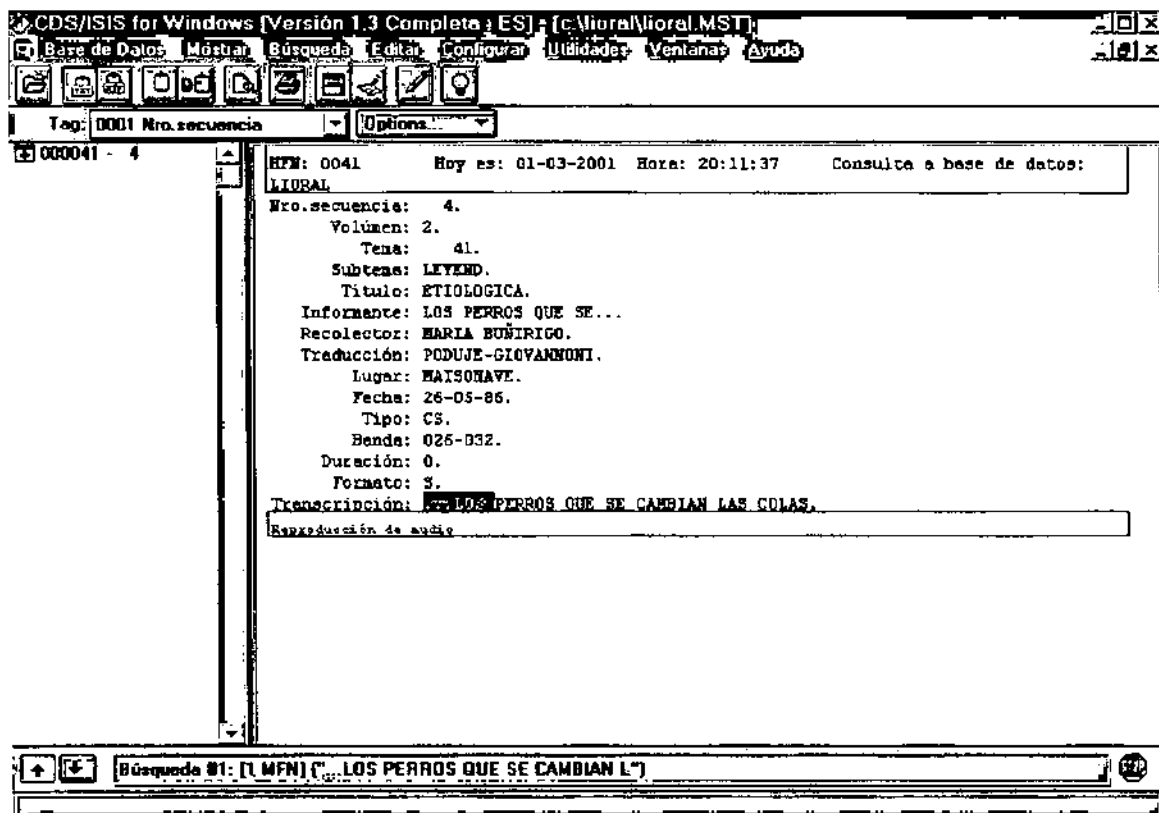 CDS/ISIS for Windows [Versión 1.3 Completa : ES] - [c:\lioral\lioral.MST]
Base de Datos Mostrar Búsqueda Editar Configurar Utilidades Ventanas Ayuda
Tag: 0001 Nro.secuencia Options...
000041 - 4
MFN: 0041 Hoy es: 01-03-2001 Hora: 20:11:37 Consulta a base de datos:
LIORAL
Nro.secuencia: 4.
Volúmen: 2.
Tema: 41.
Subtema: LEYEND.
Titulo: ETIOLOGICA.
Informante: LOS PERROS QUE SE...
Recolector: MARIA BUÑIRIGO.
Traducción: PODUJE-GIOVANNONI.
Lugar: MAISONAVE.
Fecha: 26-05-86.
Tipo: CS.
Banda: 026-032.
Duración: 0.
Formato: S.
Transcripción: LOS PERROS QUE SE CAMBIAN LAS COLAS.
Reproducción de audio
Búsqueda #1: MFN] ("...LOS PERROS QUE SE CAMBIAN L")